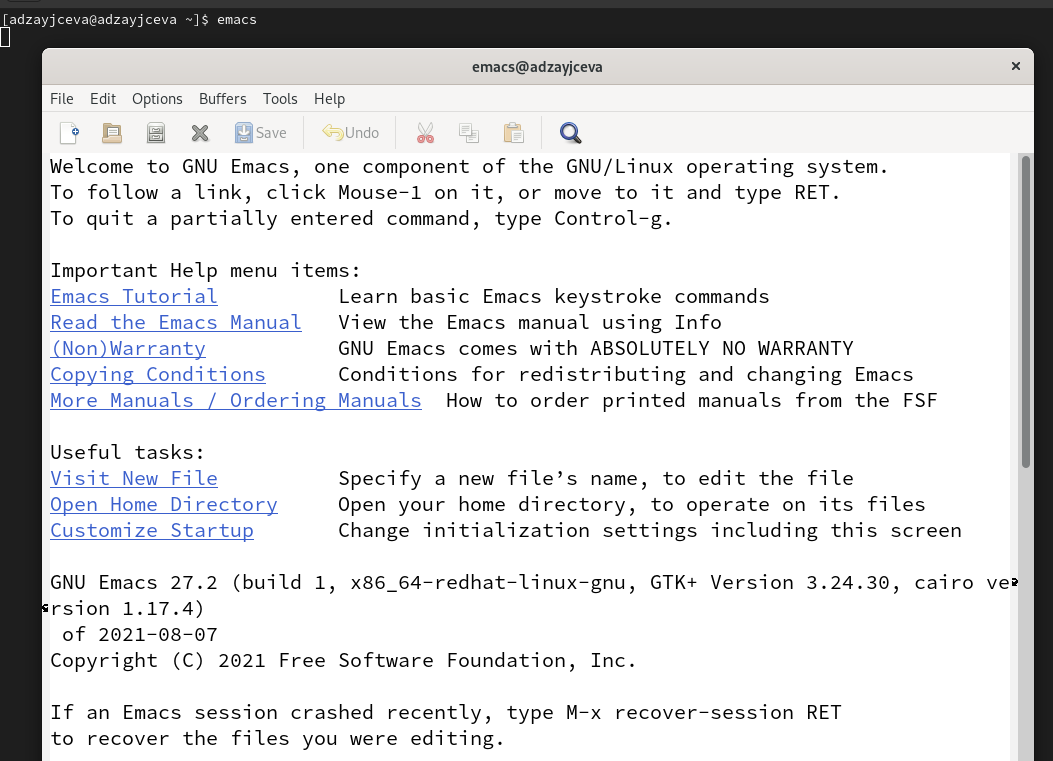 [adzayjceva@adzayjceva ~]$ emacs
emacs@adzayjceva ×
File Edit Options Buffers Tools Help
Save Undo
Welcome to GNU Emacs, one component of the GNU/Linux operating system.
To follow a link, click Mouse-1 on it, or move to it and type RET.
To quit a partially entered command, type Control-g.
Important Help menu items:
Emacs Tutorial Learn basic Emacs keystroke commands
Read the Emacs Manual View the Emacs manual using Info
(Non)Warranty GNU Emacs comes with ABSOLUTELY NO WARRANTY
Copying Conditions Conditions for redistributing and changing Emacs
More Manuals / Ordering Manuals How to order printed manuals from the FSF
Useful tasks:
Visit New File Specify a new file’s name, to edit the file
Open Home Directory Open your home directory, to operate on its files
Customize Startup Change initialization settings including this screen
GNU Emacs 27.2 (build 1, x86_64-redhat-linux-gnu, GTK+ Version 3.24.30, cairo ve
rsion 1.17.4)
of 2021-08-07
Copyright (C) 2021 Free Software Foundation, Inc.
If an Emacs session crashed recently, type M-x recover-session RET
to recover the files you were editing.